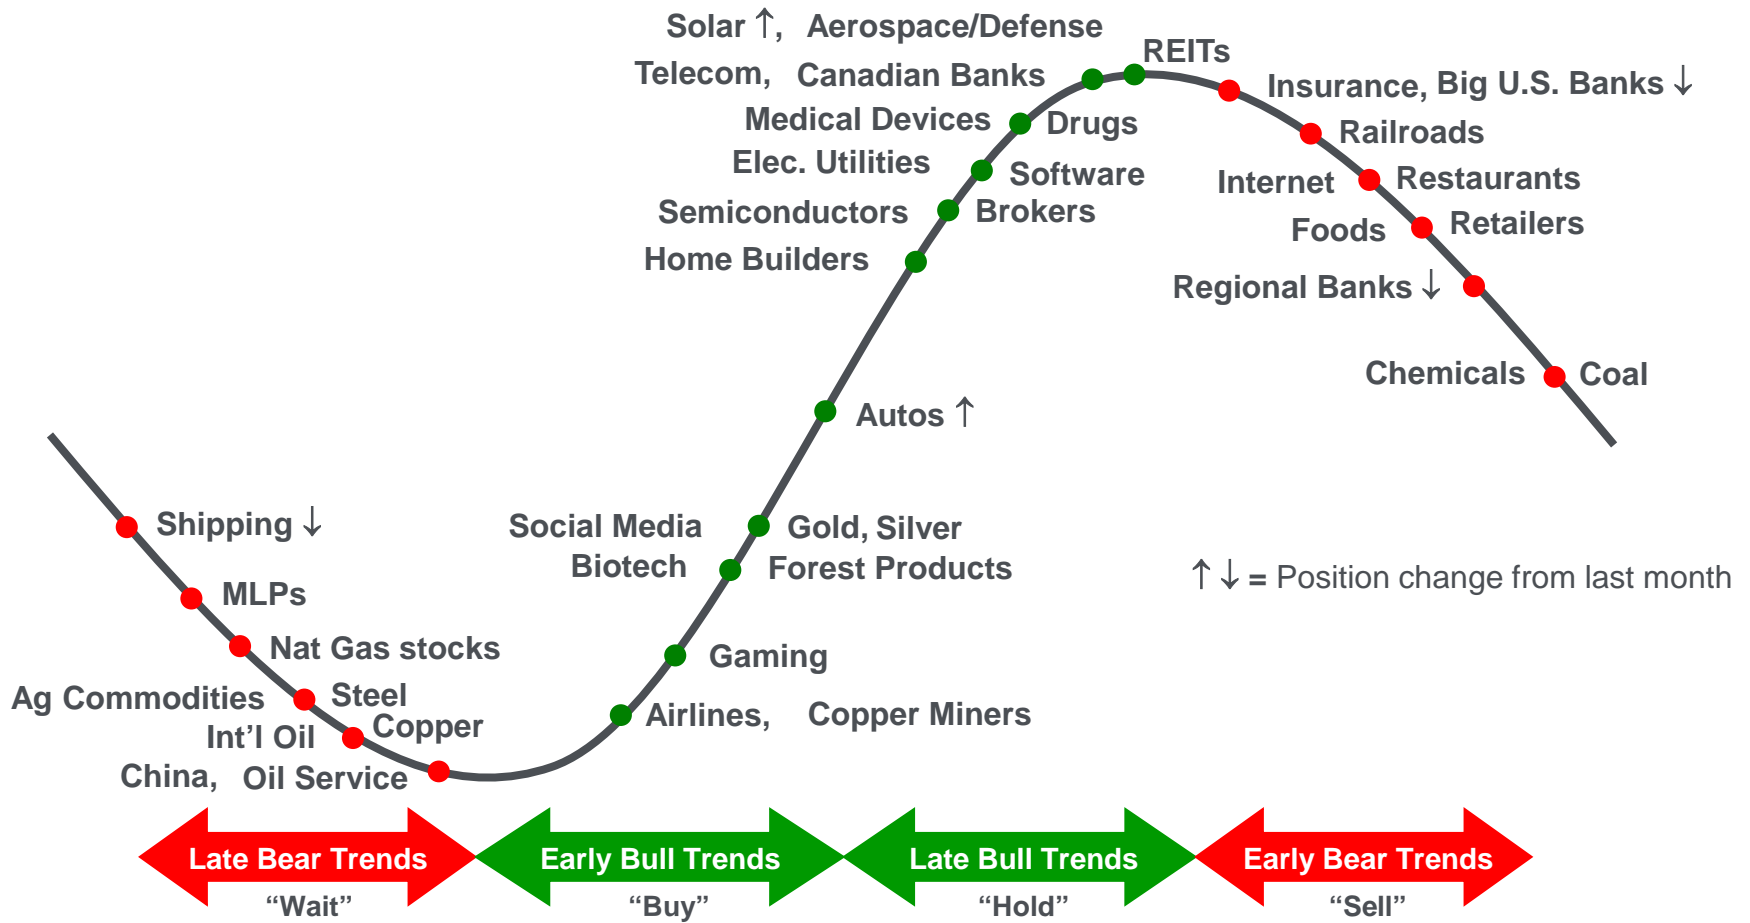 Solar ↑, Aerospace/Defense
REITs
Telecom, Canadian Banks
Insurance, Big U.S. Banks ↓
Medical Devices
Drugs
Railroads
Elec. Utilities
Software
Internet
Restaurants
Semiconductors
Brokers
Foods
Retailers
Home Builders
Regional Banks ↓
Chemicals
Coal
Autos ↑
Shipping ↓
Social Media
Gold, Silver
Biotech
Forest Products
↑ ↓ = Position change from last month
MLPs
Nat Gas stocks
Gaming
Ag Commodities
Steel
Airlines, Copper Miners
Int’l Oil
Copper
China, Oil Service
Late Bear Trends
Early Bull Trends
Late Bull Trends
Early Bear Trends
“Wait”
“Buy”
“Hold”
“Sell”